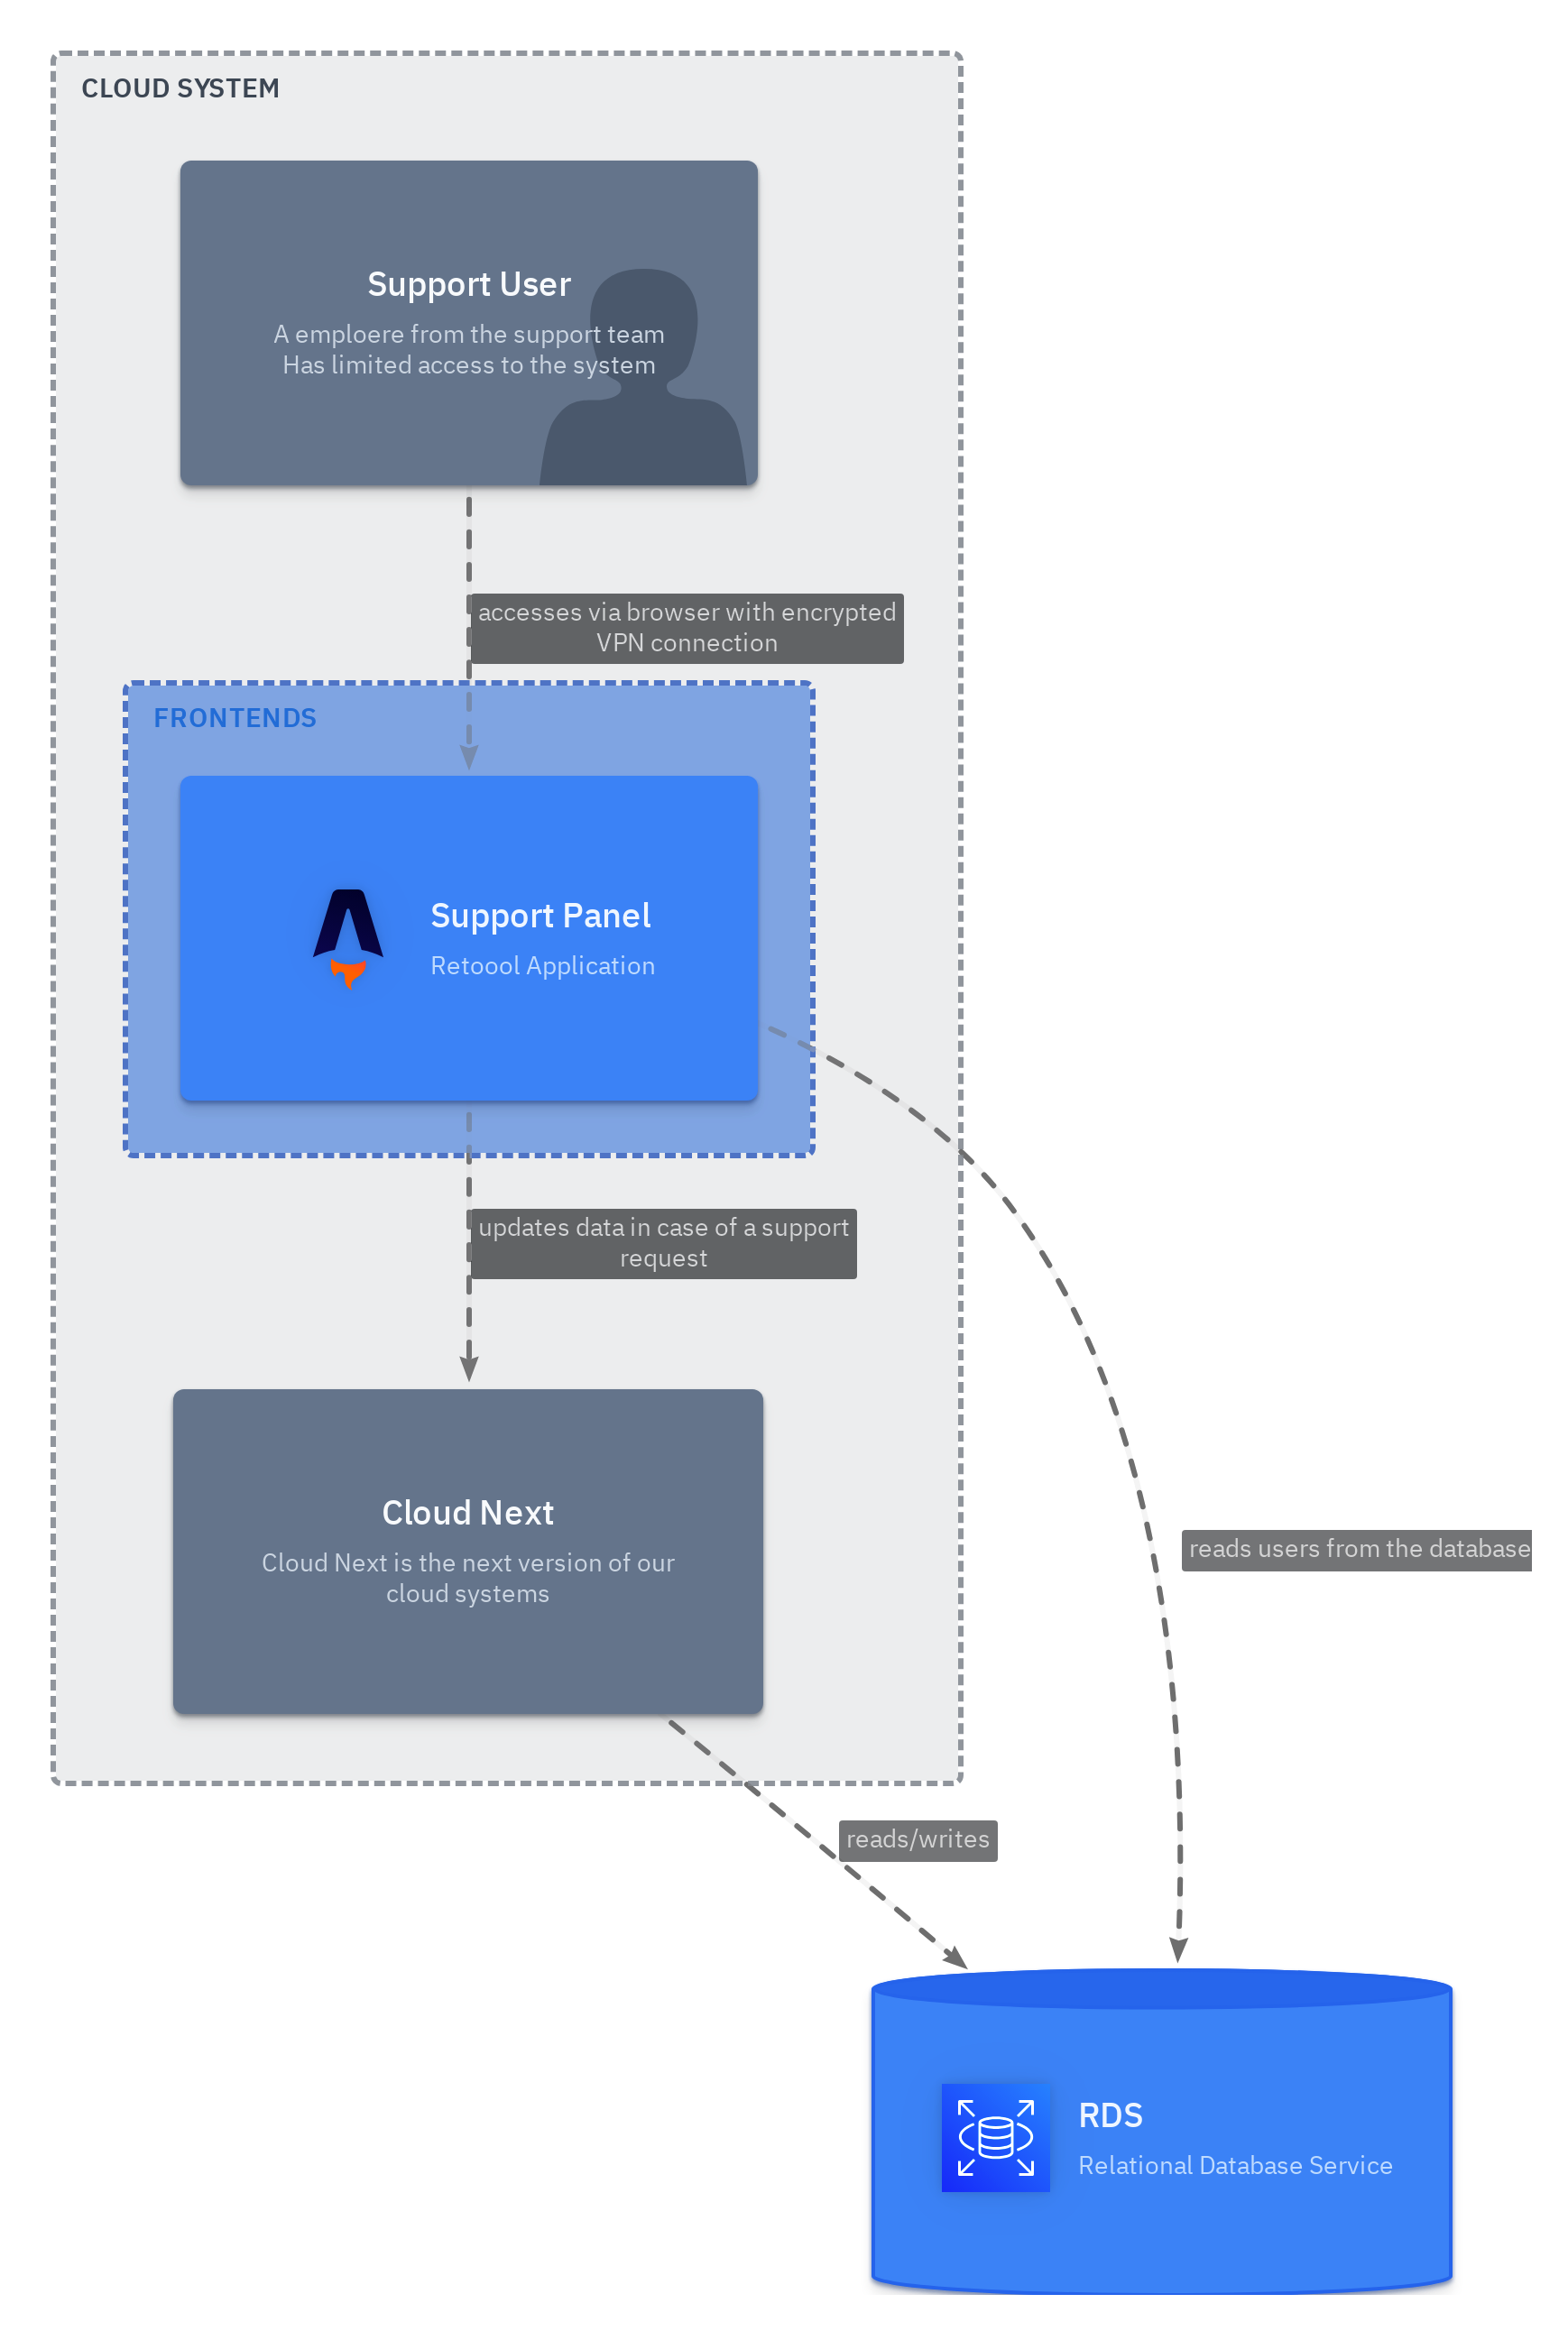 CLOUD SYSTEM
Support User
A emploere from the support team
Has limited access to the system
accesses via browser with encrypted
VPN connection
FRONTENDS
Support Panel
Retoool Application
updates data in case of a support
request
Cloud Next
Cloud Next is the next version of our
cloud systems
reads users from the database
reads/writes
RDS
Relational Database Service